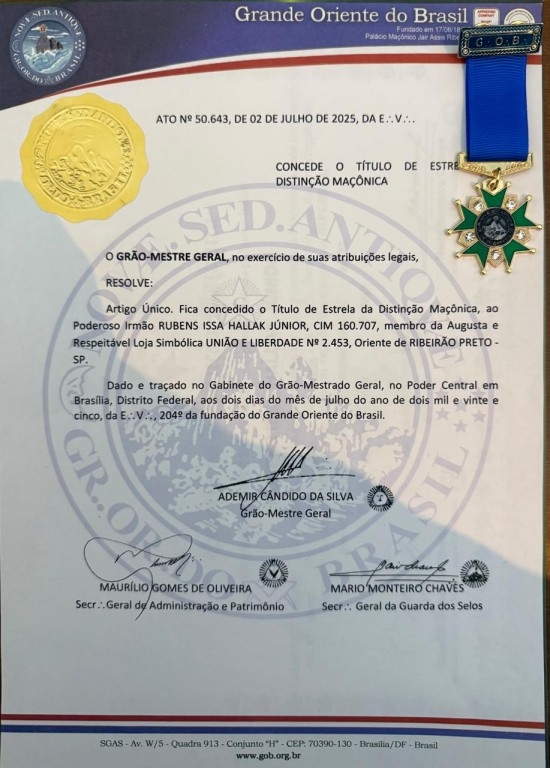 Grande Oriente do Brasil
Fundado em 17/06/18
Palácio Maçônico Jair Assis Ribe
NOVÆ.SED.ANTIQVÆ
GR.OR.DO BRASIL
G.O.B.
ATO Nº 50.643, DE 02 DE JULHO DE 2025, DA E∴V∴.
CONCEDE O TÍTULO DE ESTRE
DISTINÇÃO MAÇÔNICA
O GRÃO-MESTRE GERAL, no exercício de suas atribuições legais,
RESOLVE:
Artigo Único. Fica concedido o Título de Estrela da Distinção Maçônica, ao
Poderoso Irmão RUBENS ISSA HALLAK JÚNIOR, CIM 160.707, membro da Augusta e
Respeitável Loja Simbólica UNIÃO E LIBERDADE Nº 2.453, Oriente de RIBEIRÃO PRETO -
SP.
Dado e traçado no Gabinete do Grão-Mestrado Geral, no Poder Central em
Brasília, Distrito Federal, aos dois dias do mês de julho do ano de dois mil e vinte e
cinco, da E∴V∴, 204º da fundação do Grande Oriente do Brasil.
ADEMIR CÂNDIDO DA SILVA
Grão-Mestre Geral
MAURÍLIO GOMES DE OLIVEIRA
Secr∴ Geral de Administração e Patrimônio
MARIO MONTEIRO CHAVES
Secr∴ Geral da Guarda dos Selos
SGAS - Av. W/5 - Quadra 913 - Conjunto "H" - CEP: 70390-130 - Brasília/DF - Brasil
www.gob.org.br